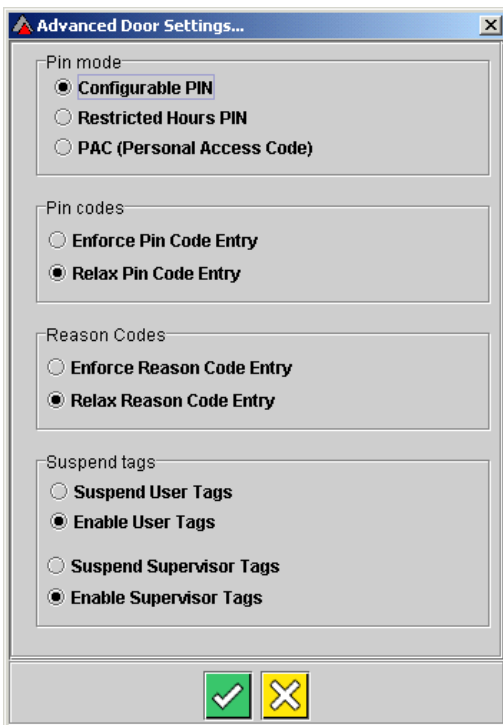 Advanced Door Settings...
Pin mode
Configurable PIN
Restricted Hours PIN
PAC (Personal Access Code)
Pin codes
Enforce Pin Code Entry
Relax Pin Code Entry
Reason Codes
Enforce Reason Code Entry
Relax Reason Code Entry
Suspend tags
Suspend User Tags
Enable User Tags
Suspend Supervisor Tags
Enable Supervisor Tags